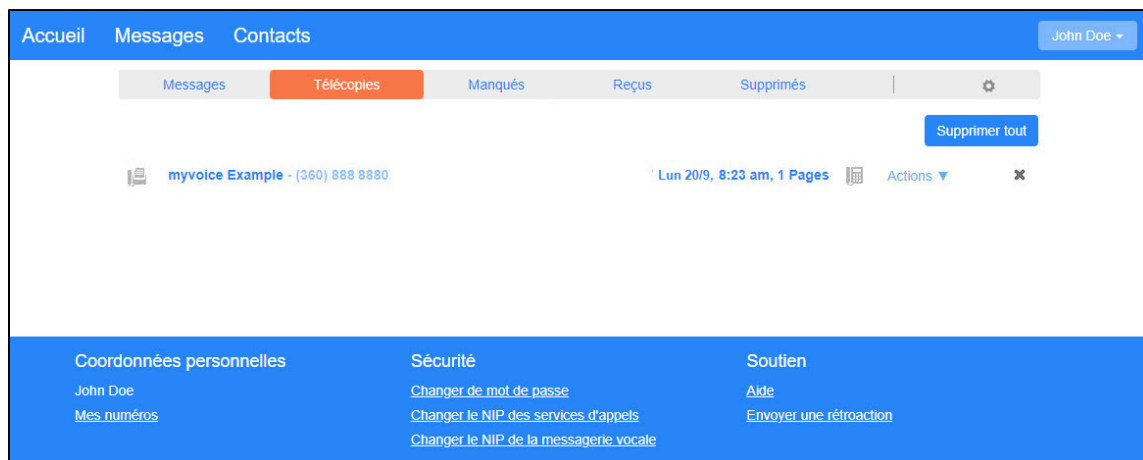 Accueil Messages Contacts John Doe
Messages Télécopies Manqués Reçus Supprimés
Supprimer tout
myvoice Example - (360) 888 8880 Lun 20/9, 8:23 am, 1 Pages Actions ▼
Coordonnées personnelles Sécurité Soutien
John Doe Changer de mot de passe Aide
Mes numéros Changer le NIP des services d'appels Envoyer une rétroaction
Changer le NIP de la messagerie vocale